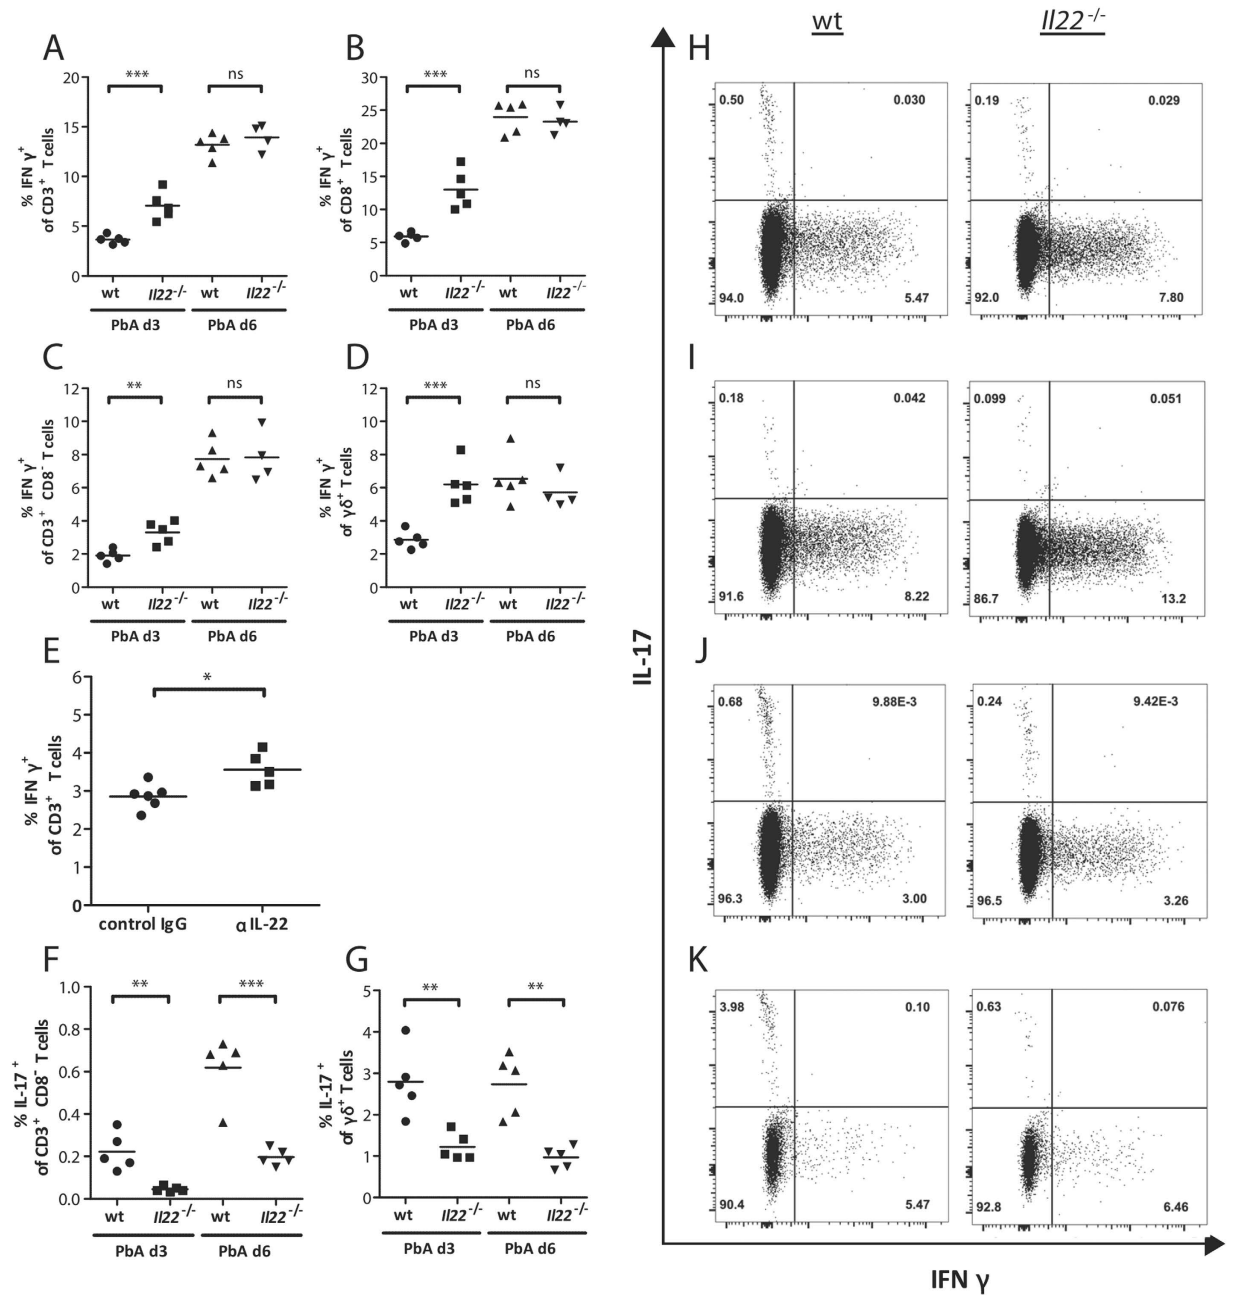 A
20
15
10
5
0
% IFN γ+
of CD3+ T cells
***
ns
wt Il22-/- wt Il22-/-
PbA d3 PbA d6
B
30
25
20
15
10
5
0
% IFN γ+
of CD8+ T cells
***
ns
wt Il22-/- wt Il22-/-
PbA d3 PbA d6
C
12
10
8
6
4
2
0
% IFN γ+
of CD3+ CD8- T cells
**
ns
wt Il22-/- wt Il22-/-
PbA d3 PbA d6
D
12
10
8
6
4
2
0
% IFN γ+
of γδ+ T cells
***
ns
wt Il22-/- wt Il22-/-
PbA d3 PbA d6
E
6
5
4
3
2
1
0
% IFN γ+
of CD3+ T cells
*
control IgG α IL-22
F
1.0
0.8
0.6
0.4
0.2
0.0
% IL-17+
of CD3+ CD8- T cells
**
***
wt Il22-/- wt Il22-/-
PbA d3 PbA d6
G
5
4
3
2
1
0
% IL-17+
of γδ+ T cells
**
**
wt Il22-/- wt Il22-/-
PbA d3 PbA d6
wt Il22-/-
H
0.50 0.030 0.19 0.029
94.0 5.47 92.0 7.80
I
0.18 0.042 0.099 0.051
91.6 8.22 86.7 13.2
IL-17
J
0.68 9.88E-3 0.24 9.42E-3
96.3 3.00 96.5 3.26
K
3.98 0.10 0.63 0.076
90.4 5.47 92.8 6.46
IFN γ